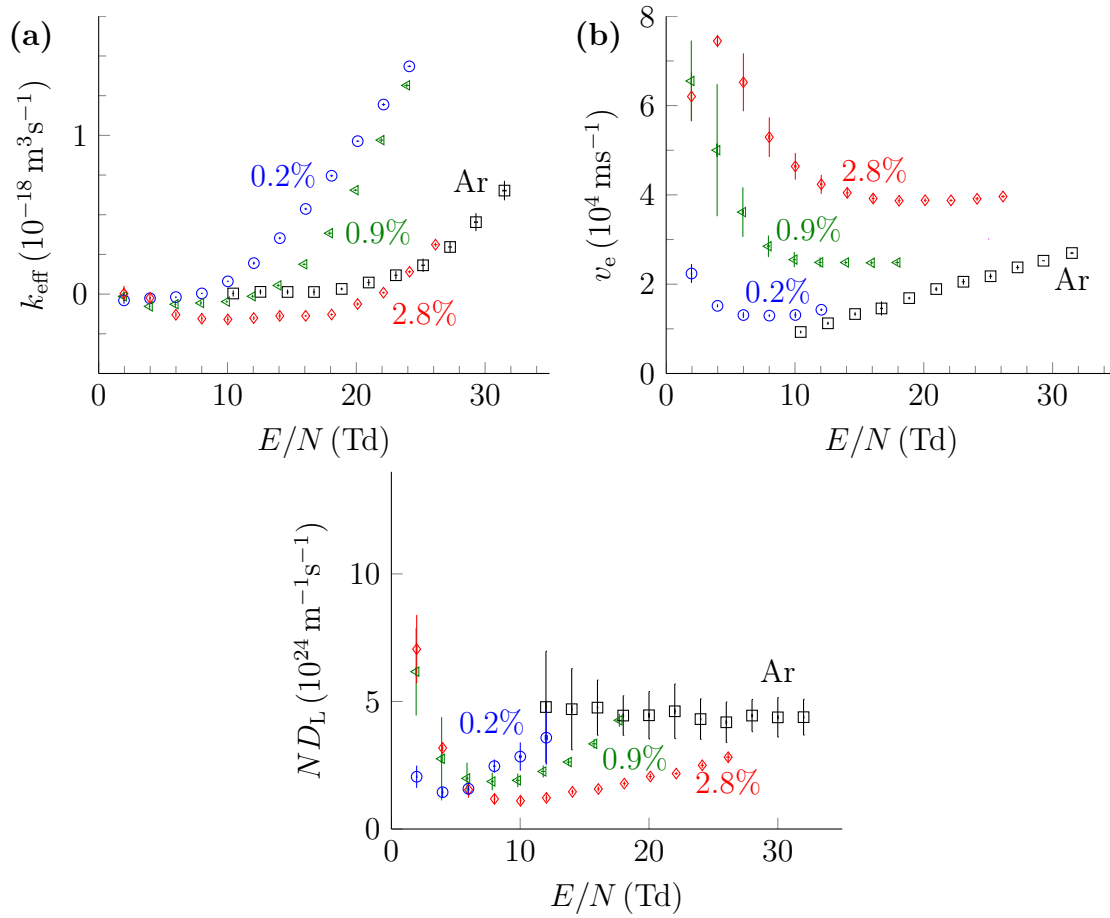 (a)
k_eff (10^−18 m^3s^−1)
1
0
0.2%
0.9%
Ar
2.8%
0 10 20 30
E/N (Td)
(b)
v_e (10^4 ms^−1)
8
6
4
2
0
2.8%
0.9%
0.2%
Ar
0 10 20 30
E/N (Td)
ND_L (10^24 m^−1s^−1)
10
5
0
0.2%
Ar
0.9%
2.8%
0 10 20 30
E/N (Td)